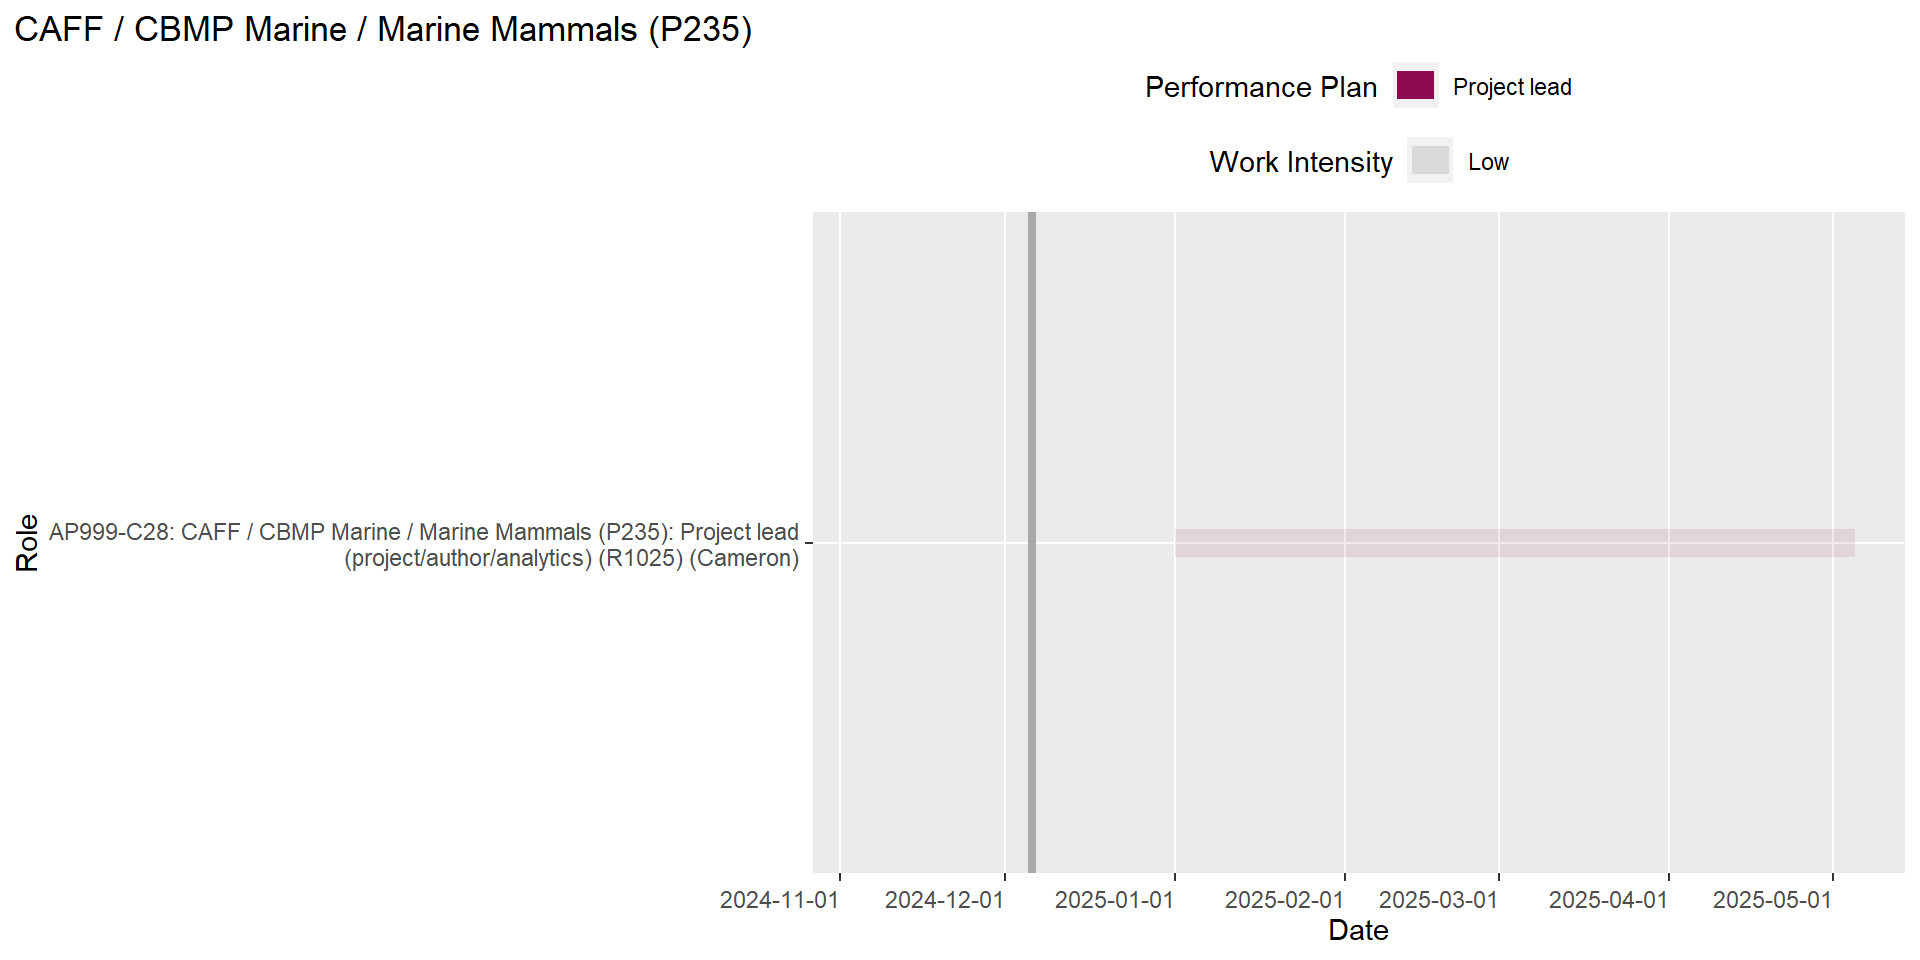 CAFF / CBMP Marine / Marine Mammals (P235)
Performance Plan
Project lead
Work Intensity
Low
Role
AP999-C28: CAFF / CBMP Marine / Marine Mammals (P235): Project lead
(project/author/analytics) (R1025) (Cameron)
2024-11-01
2024-12-01
2025-01-01
2025-02-01
2025-03-01
2025-04-01
2025-05-01
Date